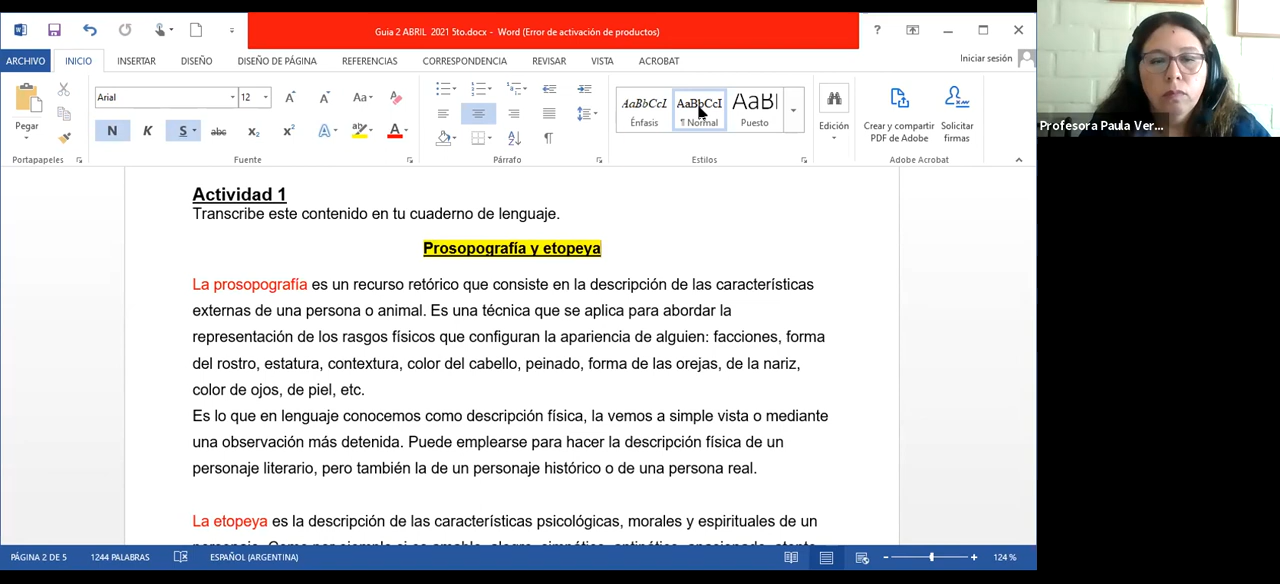 Guia 2 ABRIL 2021 5to.docx - Word (Error de activación de productos)
ARCHIVO INICIO INSERTAR DISEÑO DISEÑO DE PÁGINA REFERENCIAS CORRESPONDENCIA REVISAR VISTA ACROBAT Iniciar sesión
Pegar
Portapapeles
Arial 12
N K S abc x₂ x² A
Fuente
Párrafo
AaBbCcL AaBbCcI AaBl
Énfasis ¶ Normal Puesto
Estilos
Edición
Crear y compartir PDF de Adobe
Solicitar firmas
Adobe Acrobat
Profesora Paula Ver...
Actividad 1
Transcribe este contenido en tu cuaderno de lenguaje.
Prosopografía y etopeya
La prosopografía es un recurso retórico que consiste en la descripción de las características
externas de una persona o animal. Es una técnica que se aplica para abordar la
representación de los rasgos físicos que configuran la apariencia de alguien: facciones, forma
del rostro, estatura, contextura, color del cabello, peinado, forma de las orejas, de la nariz,
color de ojos, de piel, etc.
Es lo que en lenguaje conocemos como descripción física, la vemos a simple vista o mediante
una observación más detenida. Puede emplearse para hacer la descripción física de un
personaje literario, pero también la de un personaje histórico o de una persona real.
La etopeya es la descripción de las características psicológicas, morales y espirituales de un
PÁGINA 2 DE 5 1244 PALABRAS ESPAÑOL (ARGENTINA) 124 %